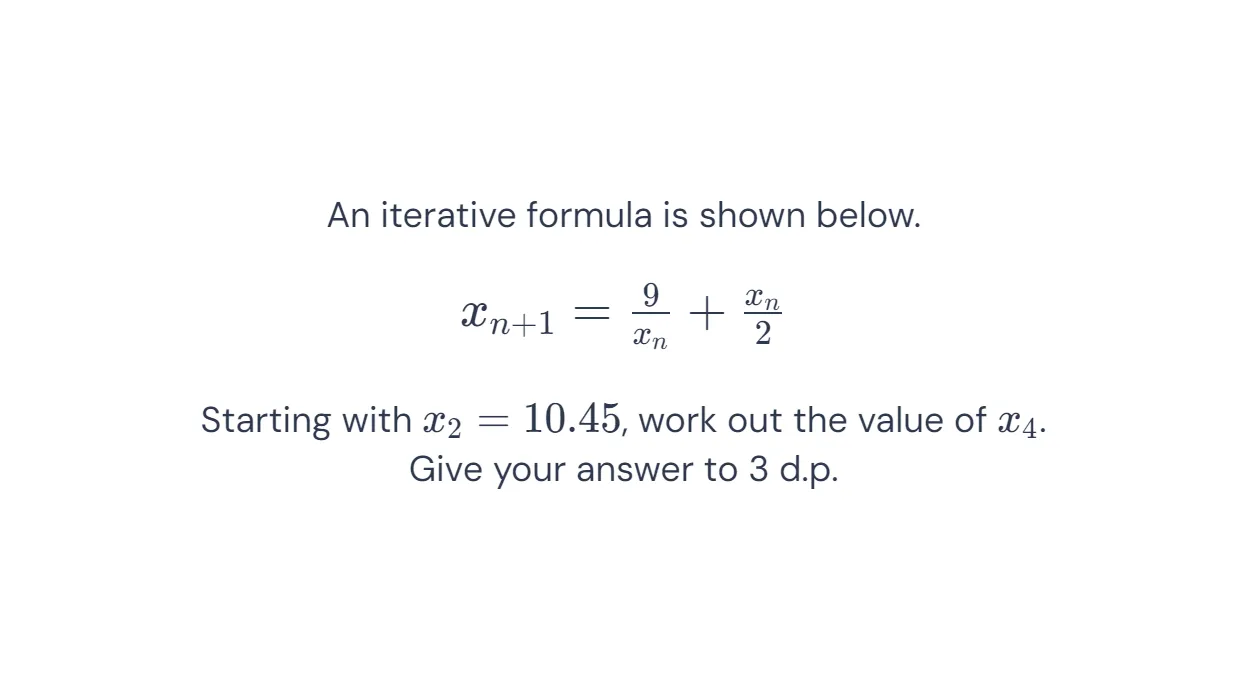 An iterative formula is shown below.
x_{n+1} = \frac{9}{x_n} + \frac{x_n}{2}
Starting with x_2 = 10.45, work out the value of x_4.
Give your answer to 3 d.p.